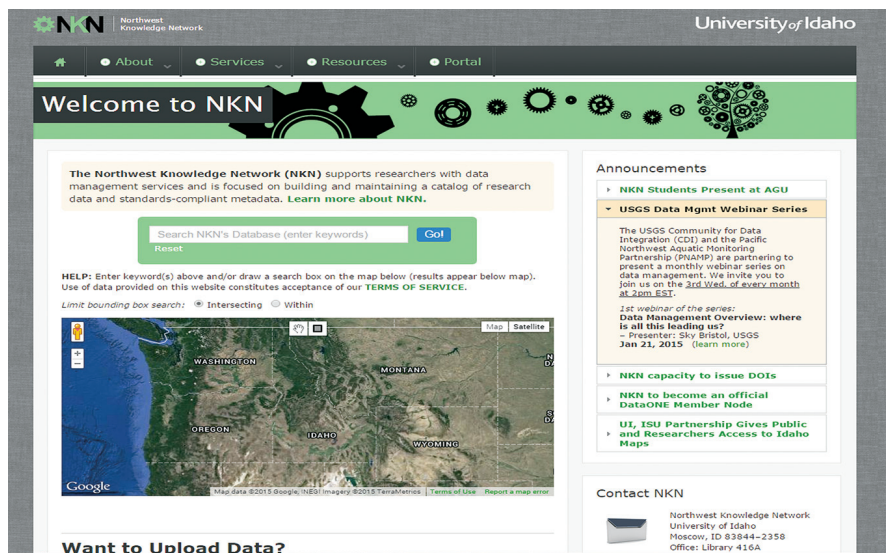 NKN Northwest Knowledge Network
University of Idaho
About Services Resources Portal
Welcome to NKN
The Northwest Knowledge Network (NKN) supports researchers with data
management services and is focused on building and maintaining a catalog of research
data and standards-compliant metadata. Learn more about NKN.
Search NKN's Database (enter keywords) Go!
Reset
HELP: Enter keyword(s) above and/or draw a search box on the map below (results appear below map).
Use of data provided on this website constitutes acceptance of our TERMS OF SERVICE.
Limit bounding box search: Intersecting Within
Map Satellite
WASHINGTON
MONTANA
OREGON
IDAHO
WYOMING
N
D
S
D
Google
Map data ©2015 Google, INEGI Imagery ©2015 TerraMetrics Terms of Use Report a map error
Want to Upload Data?
Announcements
NKN Students Present at AGU
USGS Data Mgmt Webinar Series
The USGS Community for Data
Integration (CDI) and the Pacific
Northwest Aquatic Monitoring
Partnership (PNAMP) are partnering to
present a monthly webinar series on
data management. We invite you to
join us on the 3rd Wed. of every month
at 2pm EST.
1st webinar of the series:
Data Management Overview: where
is all this leading us?
- Presenter: Sky Bristol, USGS
Jan 21, 2015 (learn more)
NKN capacity to issue DOIs
NKN to become an official
DataONE Member Node
UI, ISU Partnership Gives Public
and Researchers Access to Idaho
Maps
Contact NKN
Northwest Knowledge Network
University of Idaho
Moscow, ID 83844-2358
Office: Library 416A